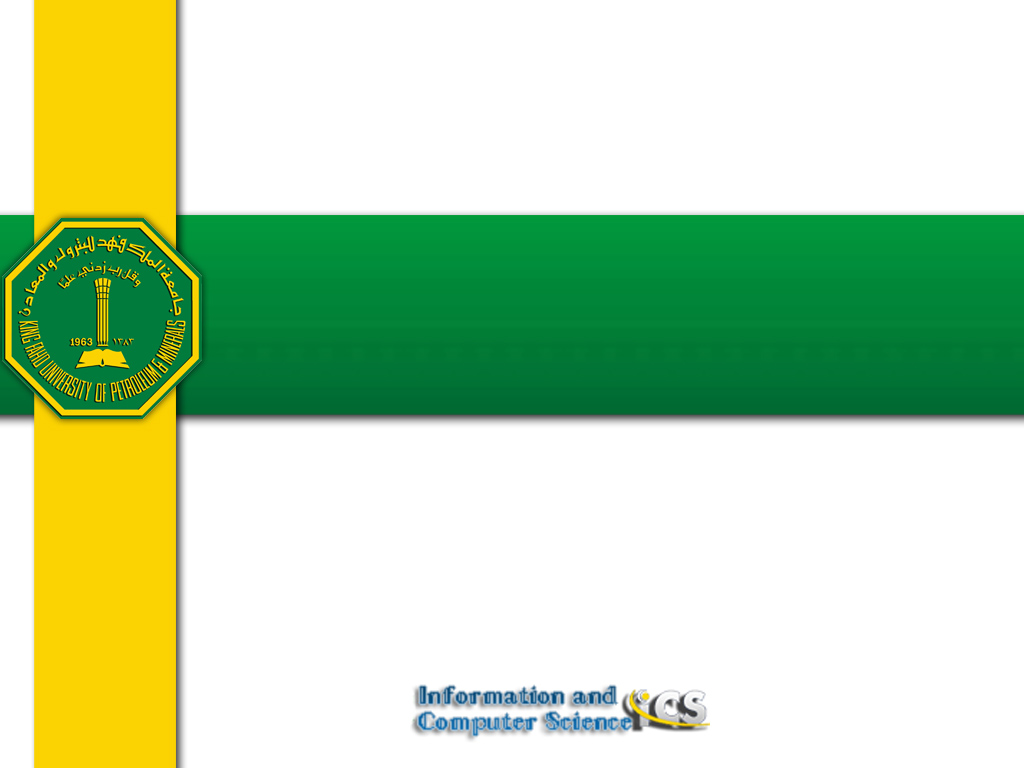 جامعة الملك فهد للبترول والمعادن
وقل رب زدني علما
1963 ١٣٨٣
KING FAHD UNIVERSITY OF PETROLEUM & MINERALS
Information and
Computer Science
ICS